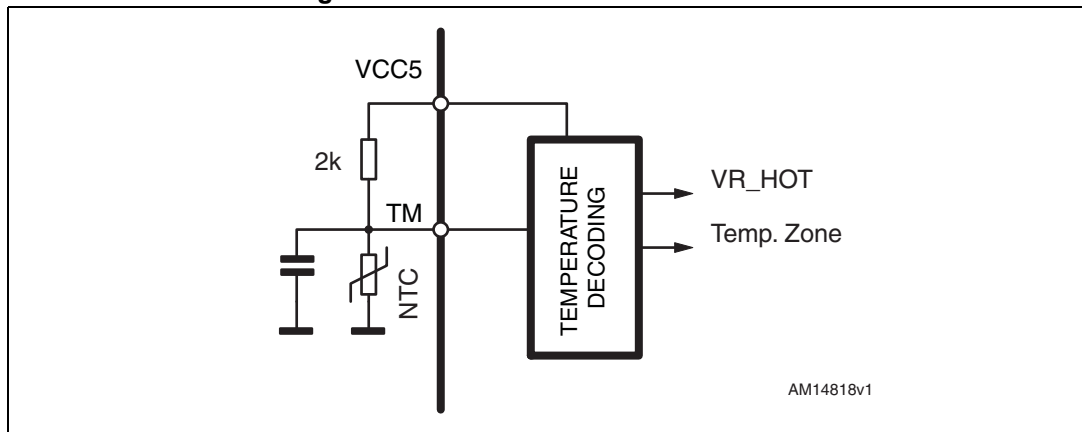 VCC5
2k
TM
NTC
TEMPERATURE
DECODING
VR_HOT
Temp. Zone
AM14818v1